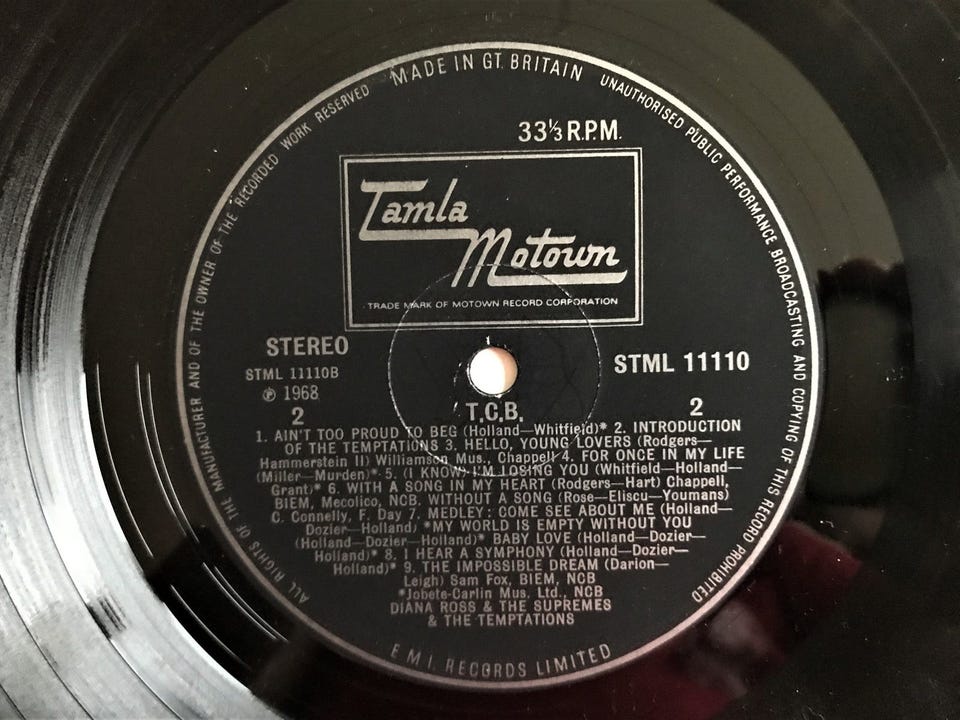 MADE IN GT. BRITAIN
UNAUTHORISED PUBLIC PERFORMANCE BROADCASTING AND COPYING OF THIS RECORD PROHIBITED
ALL RIGHTS OF THE MANUFACTURER AND OF THE OWNER OF THE RECORDED WORK RESERVED
33⅓ R.P.M.
Tamla
Motown
TRADE MARK OF MOTOWN RECORD CORPORATION
STEREO
STML 11110
STML 11110B
℗ 1968
2 T.C.B. 2
1. AIN'T TOO PROUD TO BEG (Holland—Whitfield)* 2. INTRODUCTION
OF THE TEMPTATIONS 3. HELLO, YOUNG LOVERS (Rodgers—
Hammerstein II) Williamson Mus., Chappell 4. FOR ONCE IN MY LIFE
(Miller—Murden)* 5. (I KNOW) I'M LOSING YOU (Whitfield—Holland—
Grant)* 6. WITH A SONG IN MY HEART (Rodgers—Hart) Chappell,
BIEM, Mecolico, NCB. WITHOUT A SONG (Rose—Eliscu—Youmans)
C. Connelly, F. Day 7. MEDLEY: COME SEE ABOUT ME (Holland—
Dozier—Holland) *MY WORLD IS EMPTY WITHOUT YOU
(Holland—Dozier—Holland)* BABY LOVE (Holland—Dozier—
Holland)* 8. I HEAR A SYMPHONY (Holland—Dozier—
Holland)* 9. THE IMPOSSIBLE DREAM (Darion—
Leigh) Sam Fox, BIEM, NCB
*Jobete-Carlin Mus. Ltd., NCB
DIANA ROSS & THE SUPREMES
& THE TEMPTATIONS
E.M.I. RECORDS LIMITED